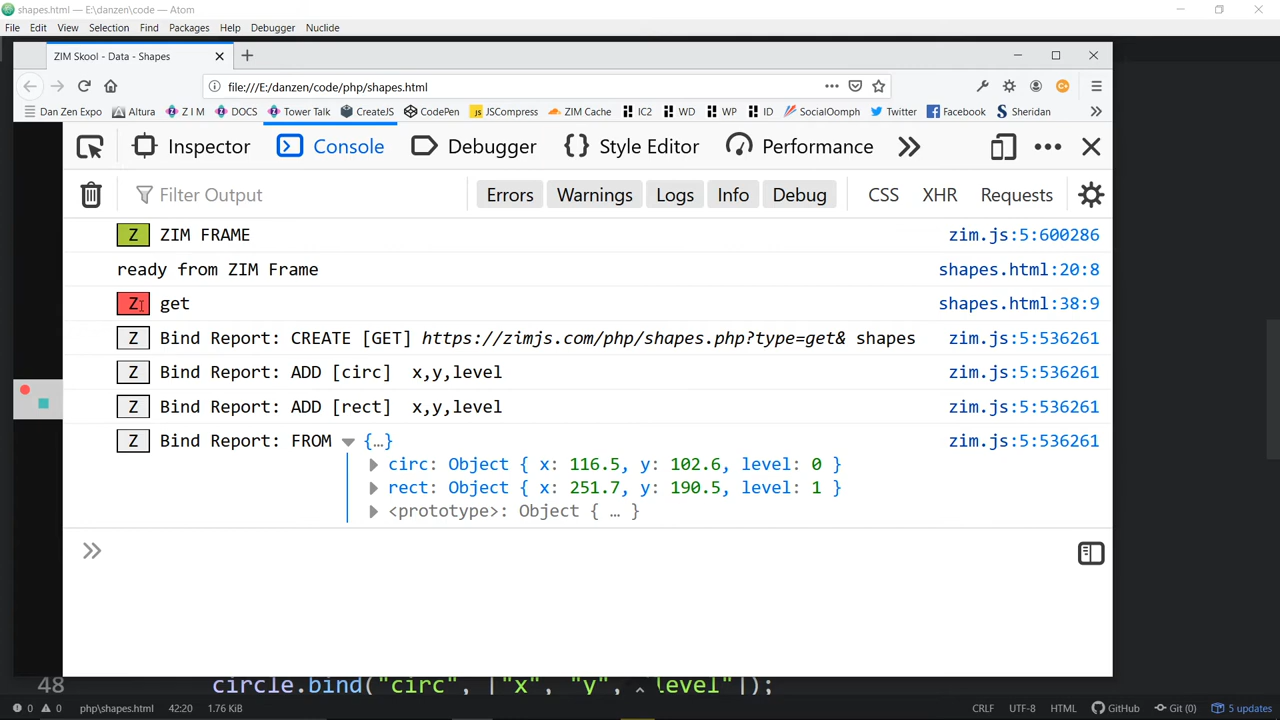 shapes.html — E:\danzen\code — Atom
File Edit View Selection Find Packages Help Debugger Nuclide
ZIM Skool - Data - Shapes
file:///E:/danzen/code/php/shapes.html
Dan Zen Expo Altura Z I M DOCS Tower Talk CreateJS CodePen JSCompress ZIM Cache IC2 WD WP ID SocialOomph Twitter Facebook Sheridan
Inspector Console Debugger Style Editor Performance
Filter Output Errors Warnings Logs Info Debug CSS XHR Requests
Z ZIM FRAME zim.js:5:600286
ready from ZIM Frame shapes.html:20:8
Z get shapes.html:38:9
Z Bind Report: CREATE [GET] https://zimjs.com/php/shapes.php?type=get& shapes zim.js:5:536261
Z Bind Report: ADD [circ] x,y,level zim.js:5:536261
Z Bind Report: ADD [rect] x,y,level zim.js:5:536261
Z Bind Report: FROM {…} zim.js:5:536261
circ: Object { x: 116.5, y: 102.6, level: 0 }
rect: Object { x: 251.7, y: 190.5, level: 1 }
<prototype>: Object { … }
48 circle.bind("circ", ["x", "y", "level"]);
0 0 php\shapes.html 42:20 1.76 KiB CRLF UTF-8 HTML GitHub Git (0) 5 updates